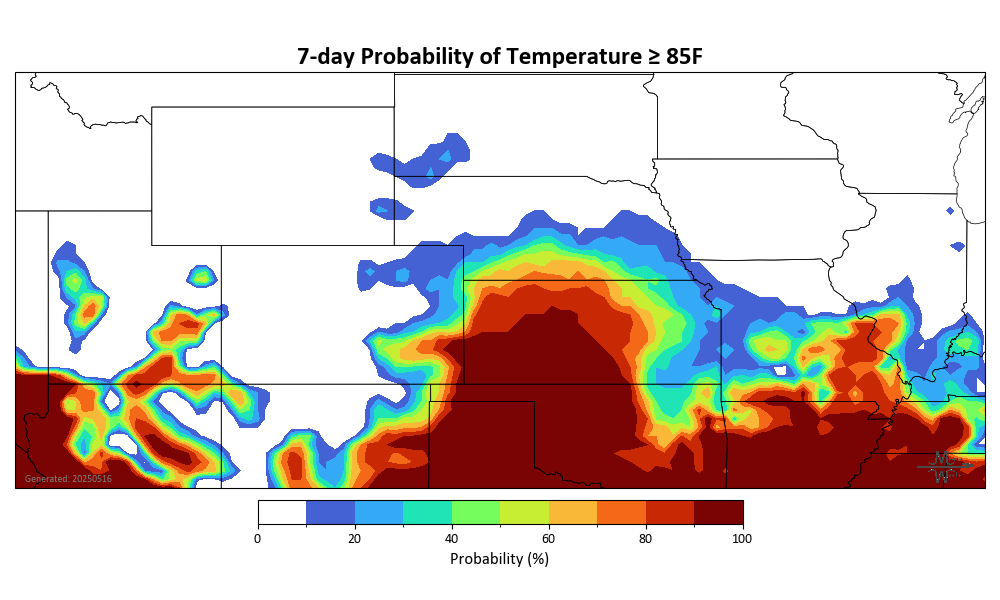 7-day Probability of Temperature ≥ 85F
Generated: 20250516
0 20 40 60 80 100
Probability (%)